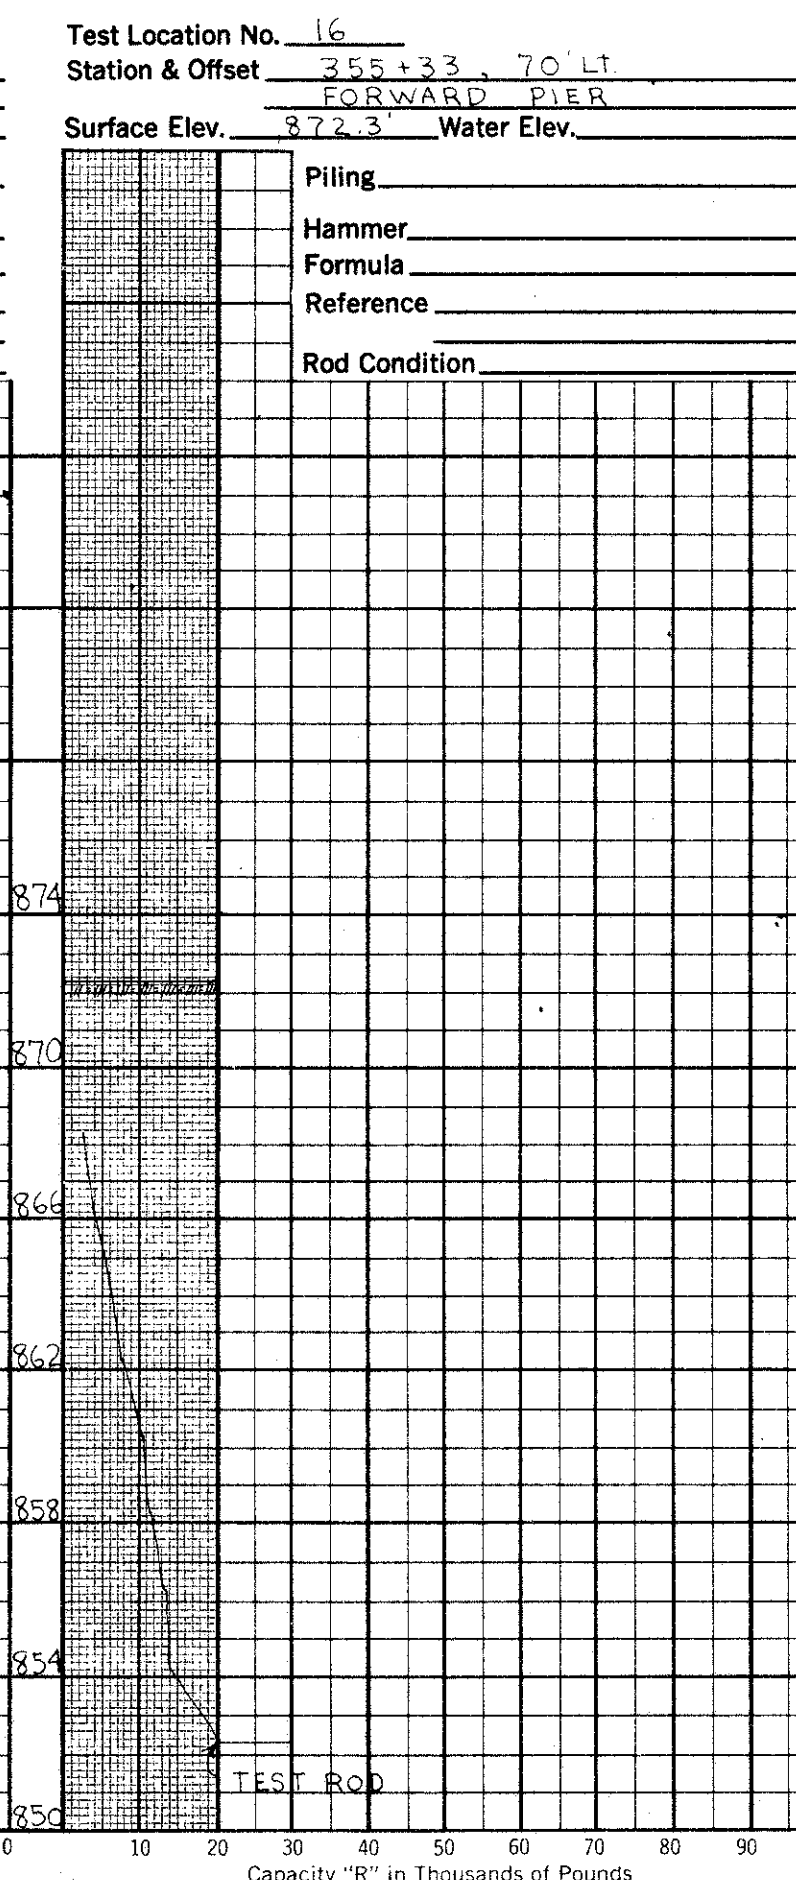 Test Location No. 16
Station & Offset 355+33, 70' LT.
FORWARD PIER
Surface Elev. 872.3' Water Elev.
Piling
Hammer
Formula
Reference
Rod Condition
874
870
866
862
858
854
TEST ROD
850
0 10 20 30 40 50 60 70 80 90
Capacity "R" in Thousands of Pounds